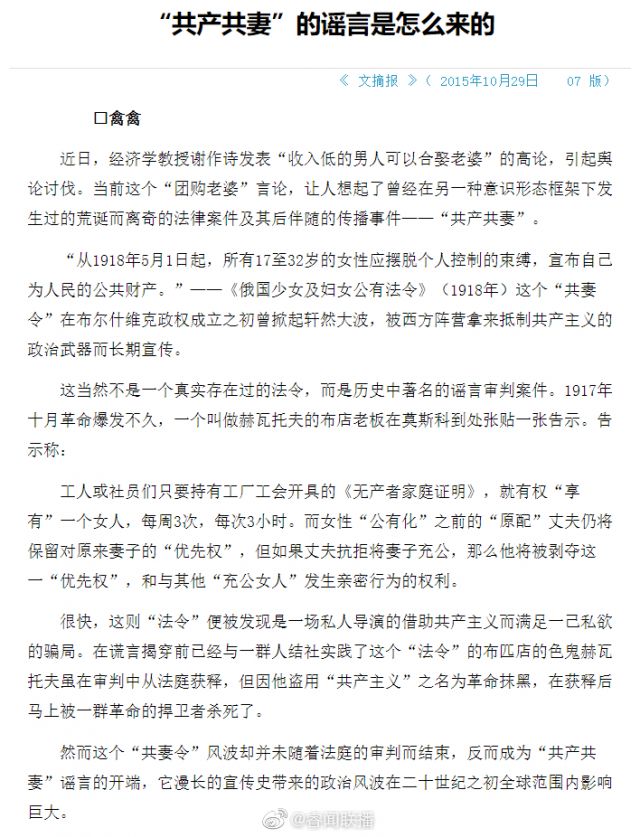 “共产共妻”的谣言是怎么来的
《 文摘报 》（ 2015年10月29日　07 版）
□禽禽
近日，经济学教授谢作诗发表“收入低的男人可以合娶老婆”的高论，引起舆
论讨伐。当前这个“团购老婆”言论，让人想起了曾经在另一种意识形态框架下发
生过的荒诞而离奇的法律案件及其后伴随的传播事件——“共产共妻”。
“从1918年5月1日起，所有17至32岁的女性应摆脱个人控制的束缚，宣布自己
为人民的公共财产。”——《俄国少女及妇女公有法令》（1918年）这个“共妻
令”在布尔什维克政权成立之初曾掀起轩然大波，被西方阵营拿来抵制共产主义的
政治武器而长期宣传。
这当然不是一个真实存在过的法令，而是历史中著名的谣言审判案件。1917年
十月革命爆发不久，一个叫做赫瓦托夫的布店老板在莫斯科到处张贴一张告示。告
示称：
工人或社员们只要持有工厂工会开具的《无产者家庭证明》，就有权“享
有”一个女人，每周3次，每次3小时。而女性“公有化”之前的“原配”丈夫仍将
保留对原来妻子的“优先权”，但如果丈夫抗拒将妻子充公，那么他将被剥夺这
一“优先权”，和与其他“充公女人”发生亲密行为的权利。
很快，这则“法令”便被发现是一场私人导演的借助共产主义而满足一己私欲
的骗局。在谎言揭穿前已经与一群人结社实践了这个“法令”的布匹店的色鬼赫瓦
托夫虽在审判中从法庭获释，但因他盗用“共产主义”之名为革命抹黑，在获释后
马上被一群革命的捍卫者杀死了。
然而这个“共妻令”风波却并未随着法庭的审判而结束，反而成为“共产共
妻”谣言的开端，它漫长的宣传史带来的政治风波在二十世纪之初全球范围内影响
巨大。
@睿闻联播